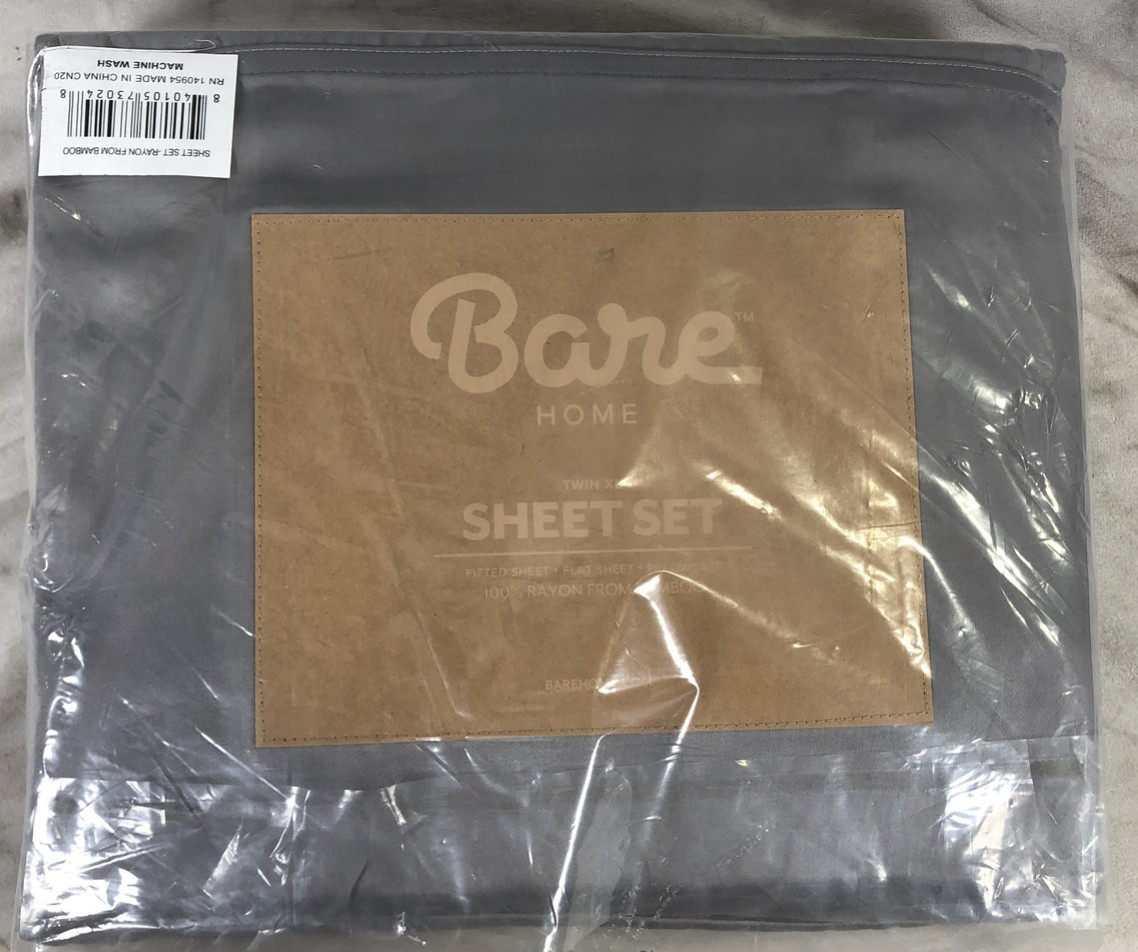 SHEET SET-RAYON FROM BAMBOO
8 40105 73024 8
RN 140954 MADE IN CHINA CN20
MACHINE WASH
Bare™
HOME
TWIN
SHEET SET
FITTED SHEET • FLAT SHEET •
100% RAYON FROM